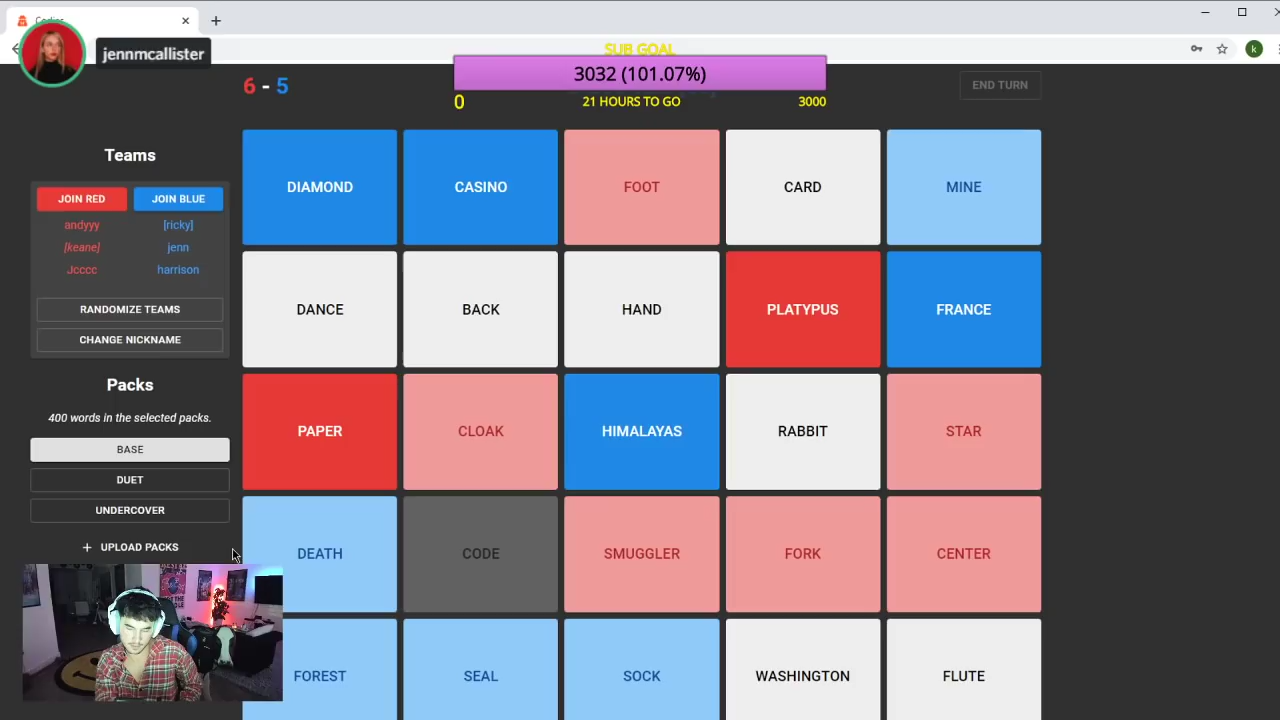 jennmcallister
k
SUB GOAL
3032 (101.07%)
0
21 HOURS TO GO
3000
6 - 5
END TURN
Teams
JOIN RED
JOIN BLUE
andyyy
[ricky]
[keane]
jenn
Jcccc
harrison
RANDOMIZE TEAMS
CHANGE NICKNAME
Packs
400 words in the selected packs.
BASE
DUET
UNDERCOVER
+ UPLOAD PACKS
DIAMOND
CASINO
FOOT
CARD
MINE
DANCE
BACK
HAND
PLATYPUS
FRANCE
PAPER
CLOAK
HIMALAYAS
RABBIT
STAR
DEATH
CODE
SMUGGLER
FORK
CENTER
FOREST
SEAL
SOCK
WASHINGTON
FLUTE